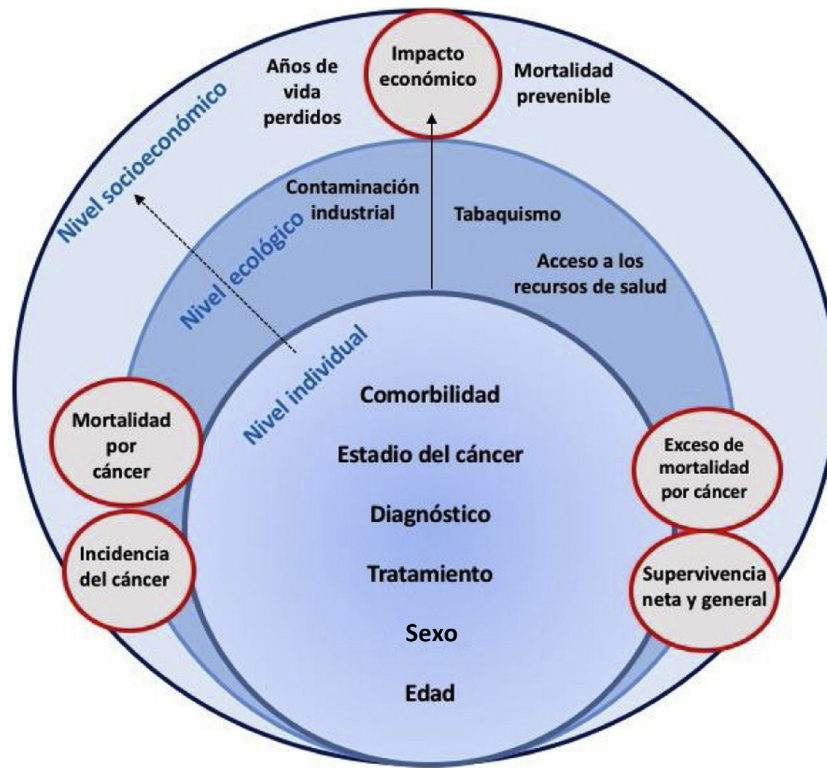 Impacto
económico
Años de
vida
perdidos
Mortalidad
prevenible
Nivel socioeconómico
Contaminación
industrial
Tabaquismo
Nivel ecológico
Acceso a los
recursos de salud
Nivel individual
Comorbilidad
Estadio del cáncer
Diagnóstico
Tratamiento
Sexo
Edad
Mortalidad
por
cáncer
Incidencia
del cáncer
Exceso de
mortalidad
por cáncer
Supervivencia
neta y general